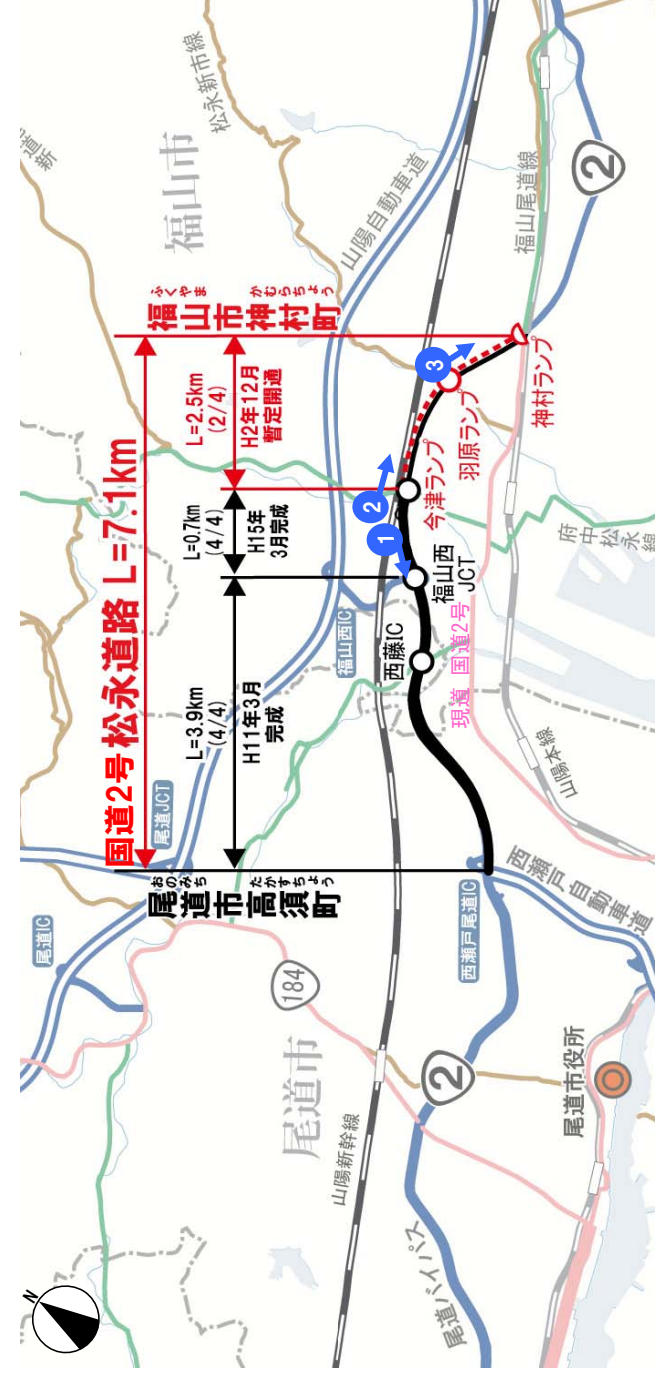 国道2号 松永道路 L=7.1km
おのみち たかすちょう
尾道市高須町
ふくやま かむらちょう
福山市神村町
L=3.9km
(4/4)
H11年3月
完成
L=0.7km
(4/4)
H15年
3月完成
L=2.5km
(2/4)
H2年12月
暫定開通
尾道IC
尾道JCT
福山西IC
山陽自動車道
松永新市線
福山市
道新
184
尾道市
山陽新幹線
2
尾道バイパス
西瀬戸尾道IC
西瀬戸自動車道
西藤IC
福山西
JCT
1
2
3
今津ランプ
羽原ランプ
神村ランプ
現道 国道2号
山陽本線
府中松永線
福山尾道線
2
尾道市役所
N